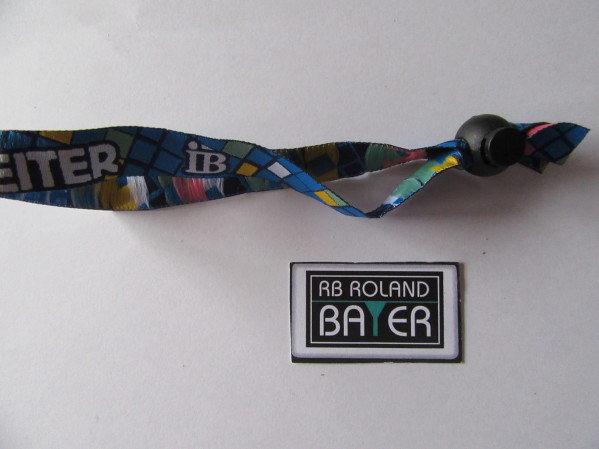 EITER iB
RB ROLAND
BAYER